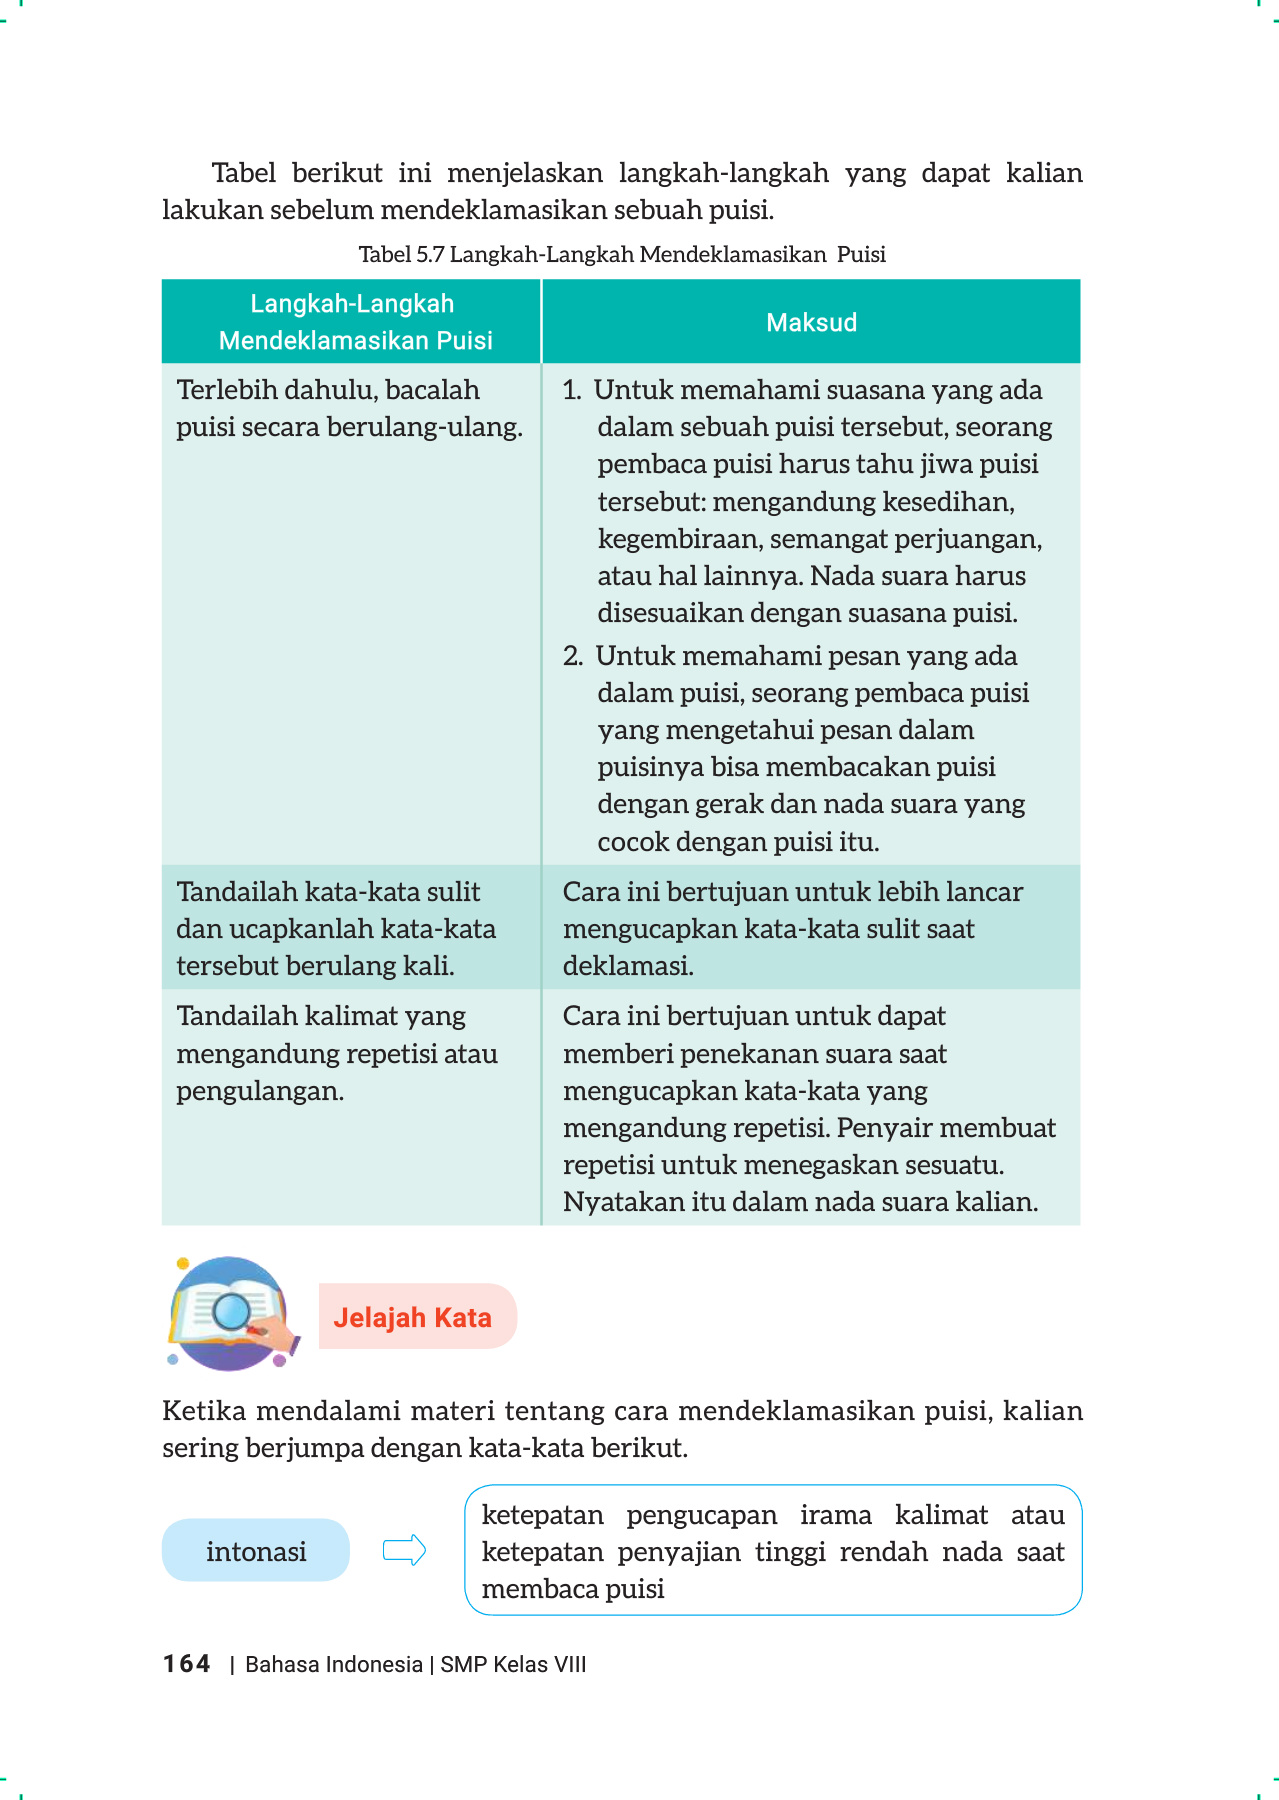 Tabel berikut ini menjelaskan langkah-langkah yang dapat kalian
lakukan sebelum mendeklamasikan sebuah puisi.
Tabel 5.7 Langkah-Langkah Mendeklamasikan Puisi
Langkah-Langkah
Mendeklamasikan Puisi
Maksud
Terlebih dahulu, bacalah
puisi secara berulang-ulang.
1. Untuk memahami suasana yang ada
dalam sebuah puisi tersebut, seorang
pembaca puisi harus tahu jiwa puisi
tersebut: mengandung kesedihan,
kegembiraan, semangat perjuangan,
atau hal lainnya. Nada suara harus
disesuaikan dengan suasana puisi.
2. Untuk memahami pesan yang ada
dalam puisi, seorang pembaca puisi
yang mengetahui pesan dalam
puisinya bisa membacakan puisi
dengan gerak dan nada suara yang
cocok dengan puisi itu.
Tandailah kata-kata sulit
dan ucapkanlah kata-kata
tersebut berulang kali.
Cara ini bertujuan untuk lebih lancar
mengucapkan kata-kata sulit saat
deklamasi.
Tandailah kalimat yang
mengandung repetisi atau
pengulangan.
Cara ini bertujuan untuk dapat
memberi penekanan suara saat
mengucapkan kata-kata yang
mengandung repetisi. Penyair membuat
repetisi untuk menegaskan sesuatu.
Nyatakan itu dalam nada suara kalian.
Jelajah Kata
Ketika mendalami materi tentang cara mendeklamasikan puisi, kalian
sering berjumpa dengan kata-kata berikut.
intonasi
ketepatan pengucapan irama kalimat atau
ketepatan penyajian tinggi rendah nada saat
membaca puisi
164 | Bahasa Indonesia | SMP Kelas VIII